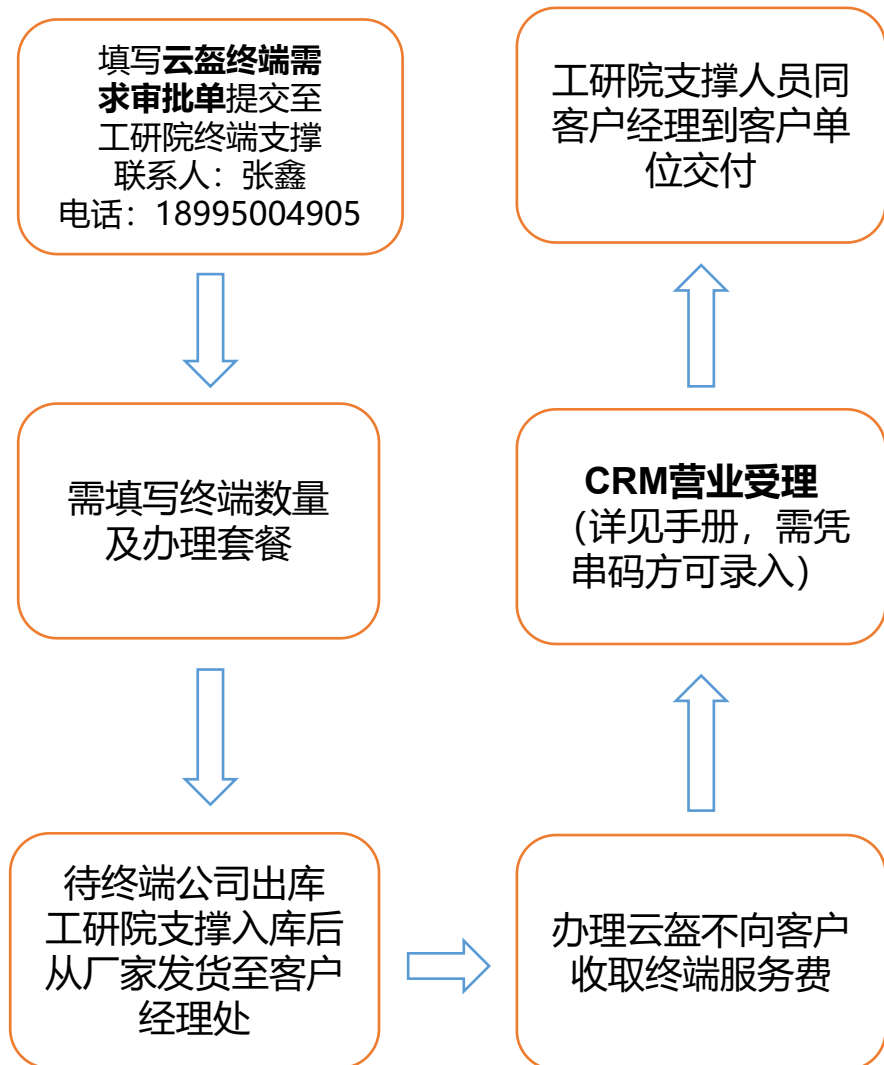 填写云盔终端需
求审批单提交至
工研院终端支撑
联系人：张鑫
电话：18995004905
需填写终端数量
及办理套餐
待终端公司出库
工研院支撑入库后
从厂家发货至客户
经理处
办理云盔不向客户
收取终端服务费
CRM营业受理
（详见手册，需凭
串码方可录入）
工研院支撑人员同
客户经理到客户单
位交付